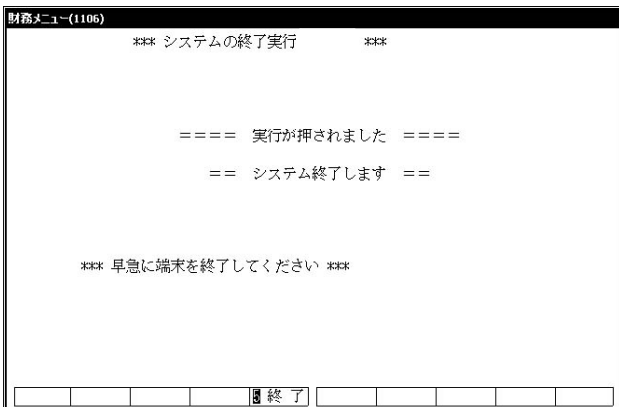 財務メニュー(1106)
*** システムの終了実行 ***
==== 実行が押されました ====
== システム終了します ==
*** 早急に端末を終了してください ***
5 終 了